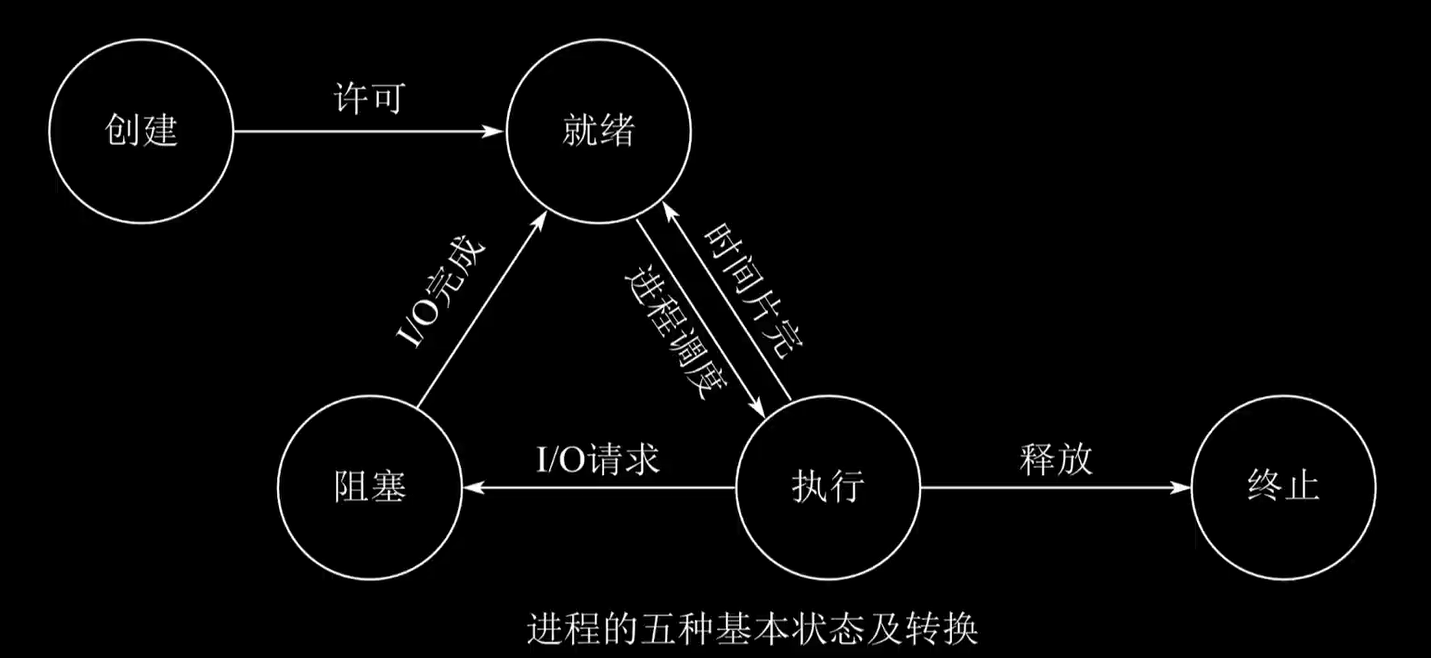 创建
许可
就绪
I/O完成
进程调度
时间片完
阻塞
I/O请求
执行
释放
终止
进程的五种基本状态及转换